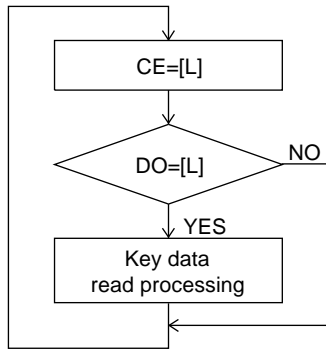 CE=[L]
DO=[L]
NO
YES
Key data
read processing